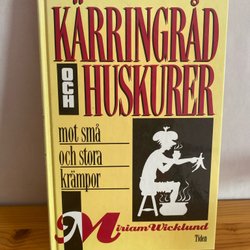 KÄRRINGRÅD
OCH
HUSKURER
mot små
och stora
krämpor
Miriam Wicklund
Tiden